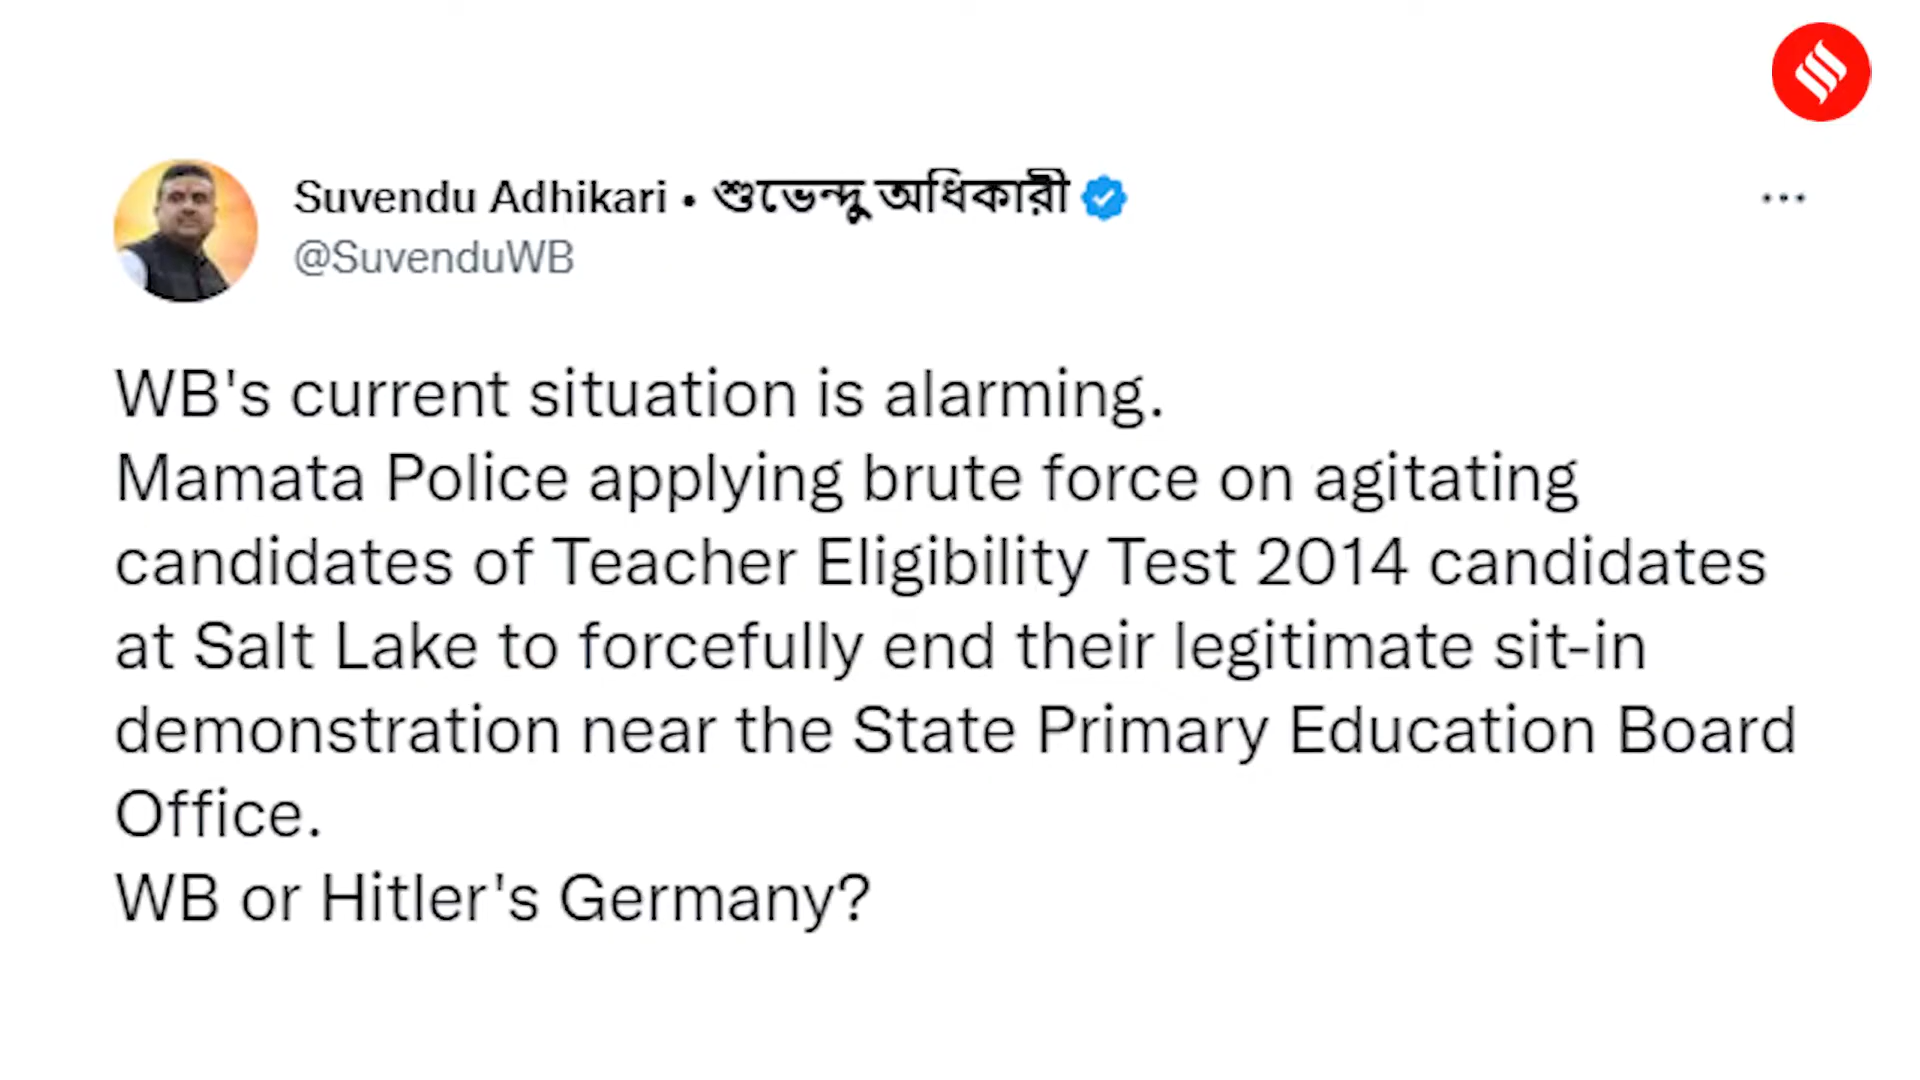 Suvendu Adhikari • শুভেন্দু অধিকারী
@SuvenduWB
WB's current situation is alarming.
Mamata Police applying brute force on agitating
candidates of Teacher Eligibility Test 2014 candidates
at Salt Lake to forcefully end their legitimate sit-in
demonstration near the State Primary Education Board
Office.
WB or Hitler's Germany?